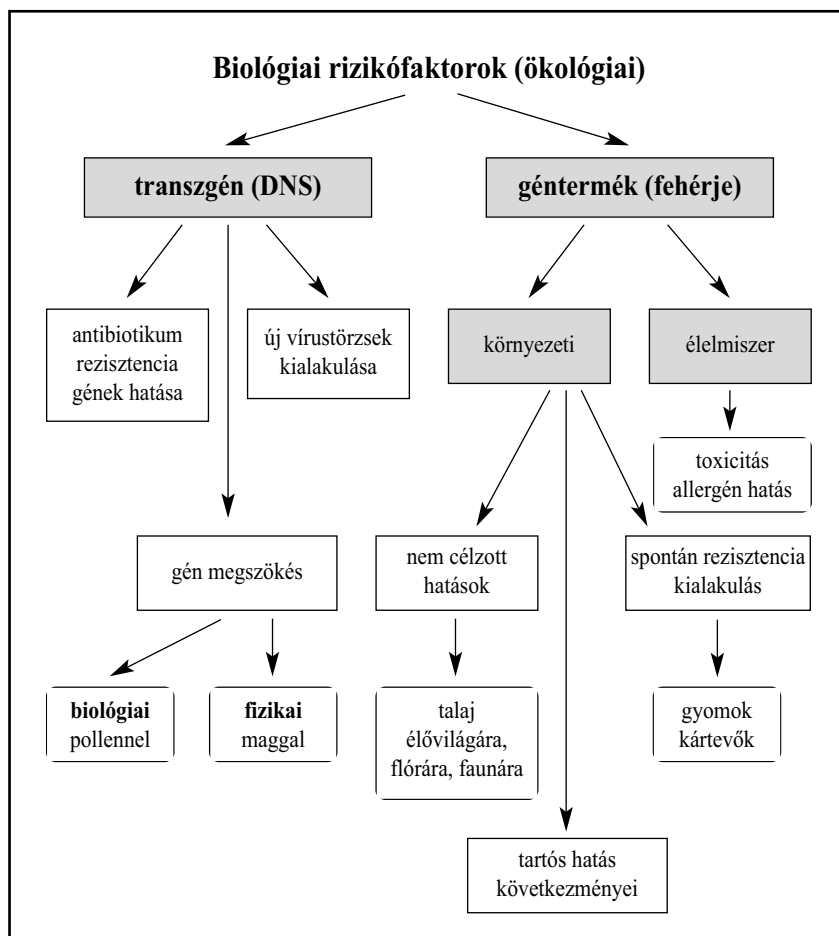 Biológiai rizikófaktorok (ökológiai)
transzgén (DNS)
géntermék (fehérje)
antibiotikum
rezisztencia
gének hatása
új vírustörzsek
kialakulása
környezeti
élelmiszer
toxicitás
allergén hatás
gén megszökés
nem célzott
hatások
spontán rezisztencia
kialakulás
biológiai
pollennel
fizikai
maggal
talaj
élővilágára,
flórára, faunára
gyomok
kártevők
tartós hatás
következményei